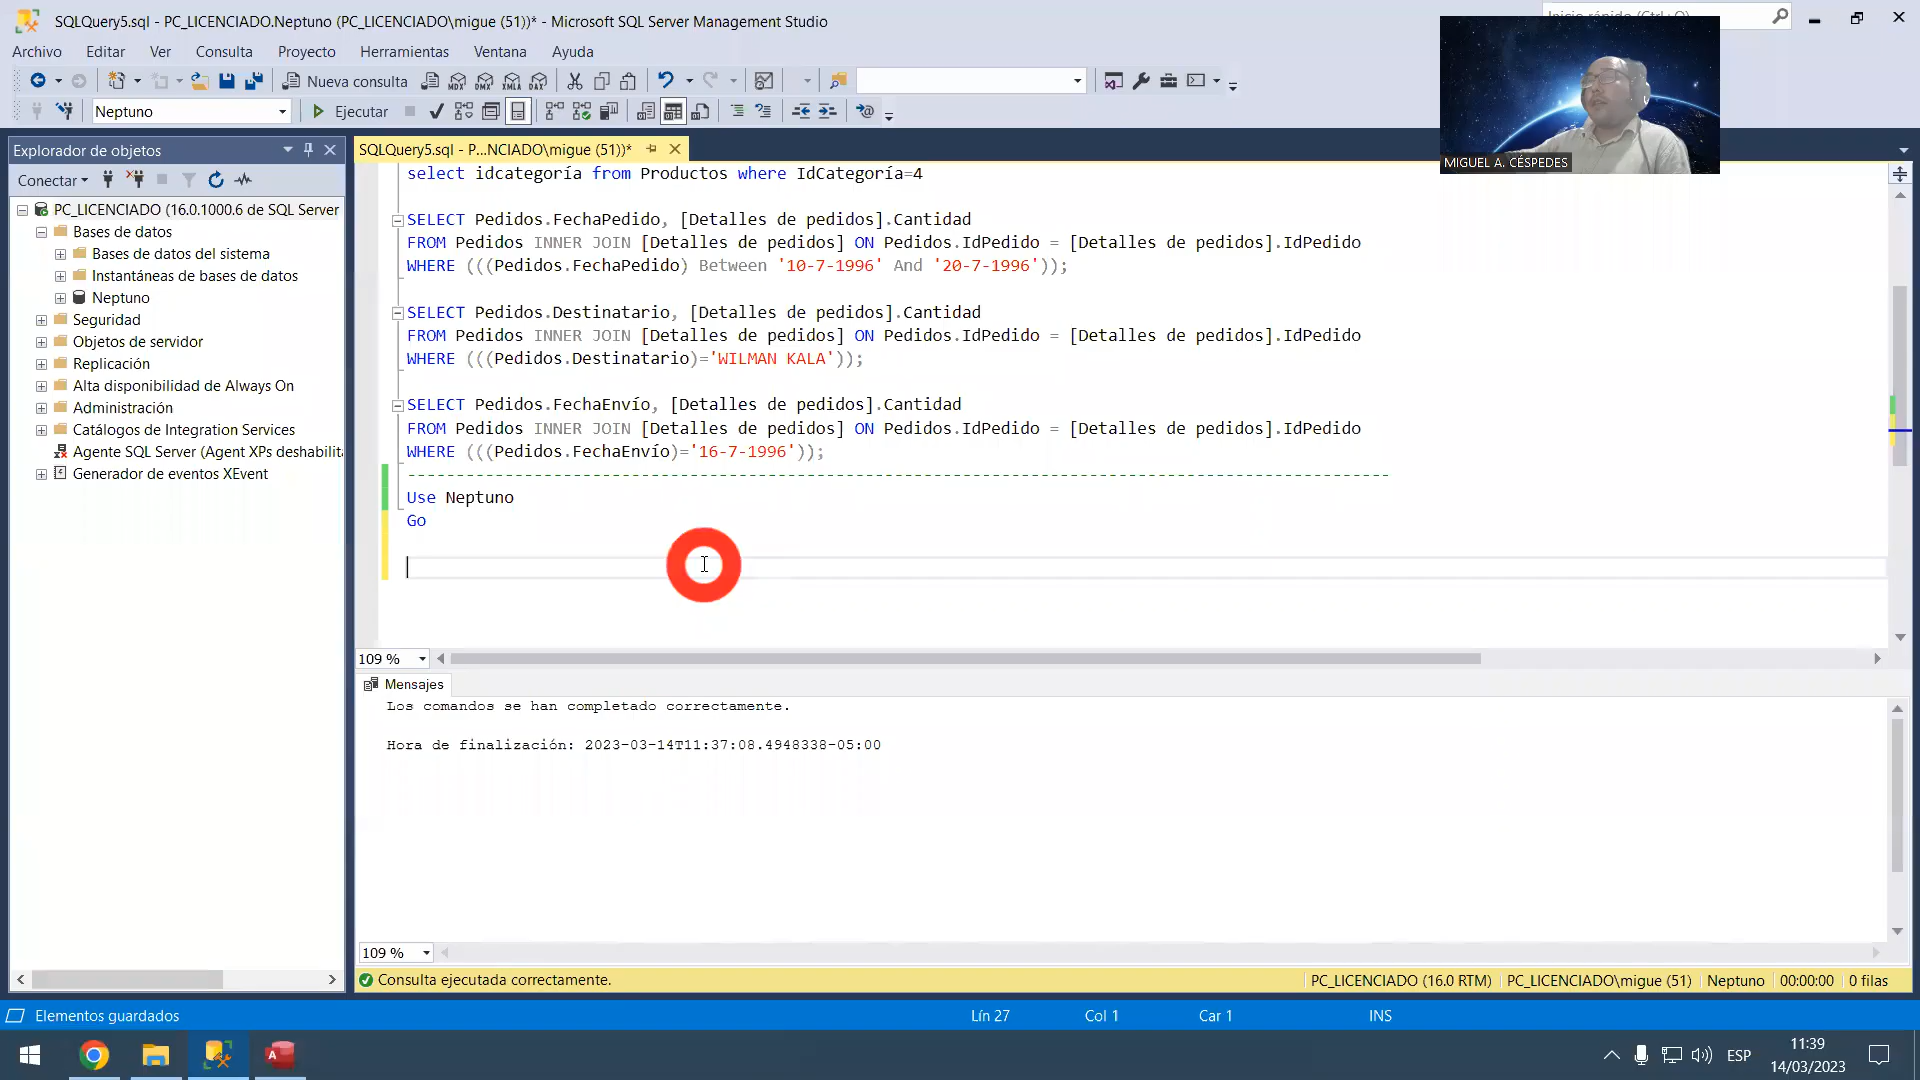 SQLQuery5.sql - PC_LICENCIADO.Neptuno (PC_LICENCIADO\migue (51))* - Microsoft SQL Server Management Studio
Archivo Editar Ver Consulta Proyecto Herramientas Ventana Ayuda
Nueva consulta MDX DMX XMLA DAX
Neptuno Ejecutar
MIGUEL A. CÉSPEDES
Explorador de objetos
Conectar
PC_LICENCIADO (16.0.1000.6 de SQL Server
Bases de datos
Bases de datos del sistema
Instantáneas de bases de datos
Neptuno
Seguridad
Objetos de servidor
Replicación
Alta disponibilidad de Always On
Administración
Catálogos de Integration Services
Agente SQL Server (Agent XPs deshabilit
Generador de eventos XEvent
SQLQuery5.sql - P...NCIADO\migue (51))*
select idcategoría from Productos where IdCategoría=4
SELECT Pedidos.FechaPedido, [Detalles de pedidos].Cantidad
FROM Pedidos INNER JOIN [Detalles de pedidos] ON Pedidos.IdPedido = [Detalles de pedidos].IdPedido
WHERE (((Pedidos.FechaPedido) Between '10-7-1996' And '20-7-1996'));
SELECT Pedidos.Destinatario, [Detalles de pedidos].Cantidad
FROM Pedidos INNER JOIN [Detalles de pedidos] ON Pedidos.IdPedido = [Detalles de pedidos].IdPedido
WHERE (((Pedidos.Destinatario)='WILMAN KALA'));
SELECT Pedidos.FechaEnvío, [Detalles de pedidos].Cantidad
FROM Pedidos INNER JOIN [Detalles de pedidos] ON Pedidos.IdPedido = [Detalles de pedidos].IdPedido
WHERE (((Pedidos.FechaEnvío)='16-7-1996'));
Use Neptuno
Go
109 %
Mensajes
Los comandos se han completado correctamente.
Hora de finalización: 2023-03-14T11:37:08.4948338-05:00
109 %
Consulta ejecutada correctamente. PC_LICENCIADO (16.0 RTM) PC_LICENCIADO\migue (51) Neptuno 00:00:00 0 filas
Elementos guardados Lín 27 Col 1 Car 1 INS
ESP 11:39
14/03/2023